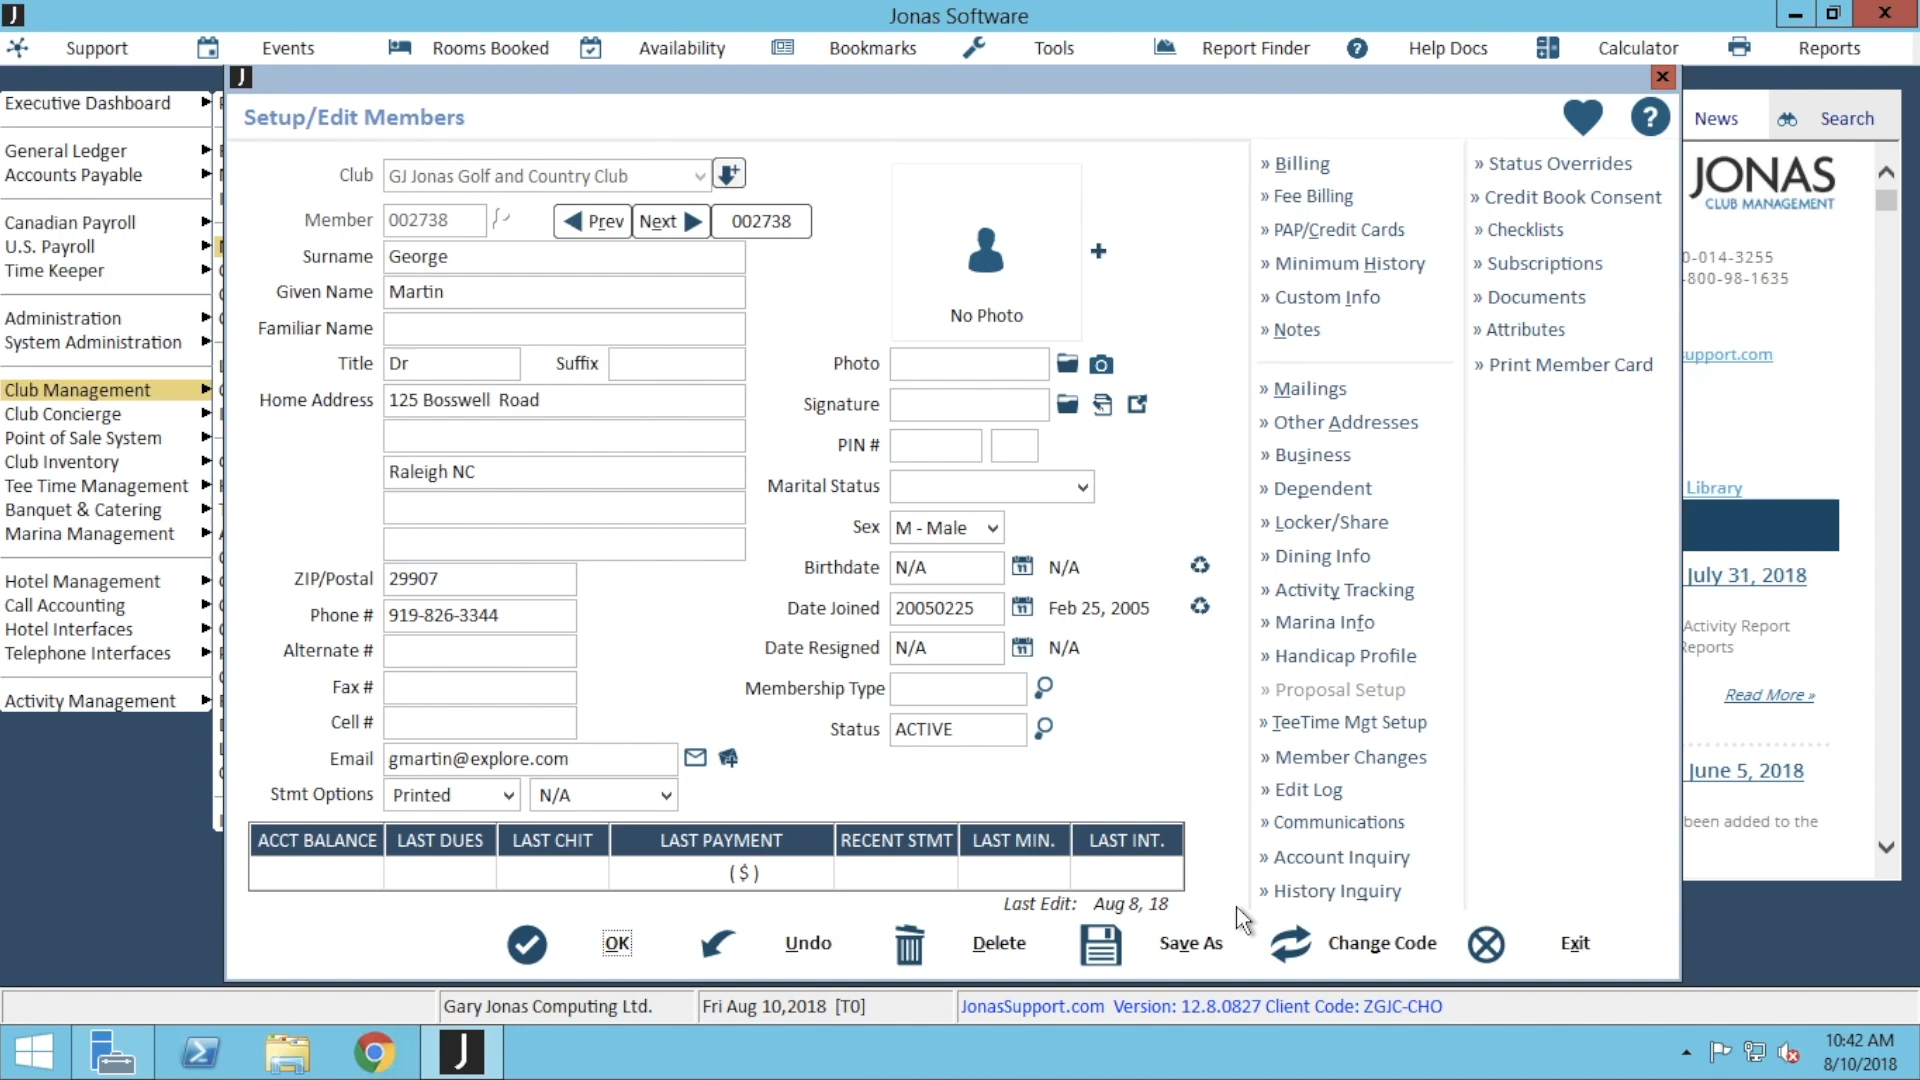 J
Jonas Software
Support
Events
Rooms Booked
Availability
Bookmarks
Tools
Report Finder
Help Docs
Calculator
Reports
J
Executive Dashboard
General Ledger
Accounts Payable
Canadian Payroll
U.S. Payroll
Time Keeper
Administration
System Administration
Club Management
Club Concierge
Point of Sale System
Club Inventory
Tee Time Management
Banquet & Catering
Marina Management
Hotel Management
Call Accounting
Hotel Interfaces
Telephone Interfaces
Activity Management
Setup/Edit Members
Club GJ Jonas Golf and Country Club
Member 002738 Prev Next 002738
Surname George
Given Name Martin
Familiar Name
Title Dr Suffix
Home Address 125 Bosswell Road
Raleigh NC
ZIP/Postal 29907
Phone # 919-826-3344
Alternate #
Fax #
Cell #
Email gmartin@explore.com
Stmt Options Printed N/A
No Photo
Photo
Signature
PIN #
Marital Status
Sex M - Male
Birthdate N/A N/A
Date Joined 20050225 Feb 25, 2005
Date Resigned N/A N/A
Membership Type
Status ACTIVE
» Billing
» Fee Billing
» PAP/Credit Cards
» Minimum History
» Custom Info
» Notes
» Mailings
» Other Addresses
» Business
» Dependent
» Locker/Share
» Dining Info
» Activity Tracking
» Marina Info
» Handicap Profile
» Proposal Setup
» TeeTime Mgt Setup
» Member Changes
» Edit Log
» Communications
» Account Inquiry
» History Inquiry
» Status Overrides
» Credit Book Consent
» Checklists
» Subscriptions
» Documents
» Attributes
» Print Member Card
ACCT BALANCE LAST DUES LAST CHIT LAST PAYMENT RECENT STMT LAST MIN. LAST INT.
( $ )
Last Edit: Aug 8, 18
OK
Undo
Delete
Save As
Change Code
Exit
News
Search
JONAS
CLUB MANAGEMENT
0-014-3255
-800-98-1635
support.com
Library
July 31, 2018
Activity Report
Reports
Read More »
June 5, 2018
been added to the
Gary Jonas Computing Ltd.
Fri Aug 10,2018 [T0]
JonasSupport.com Version: 12.8.0827 Client Code: ZGJC-CHO
J
10:42 AM
8/10/2018